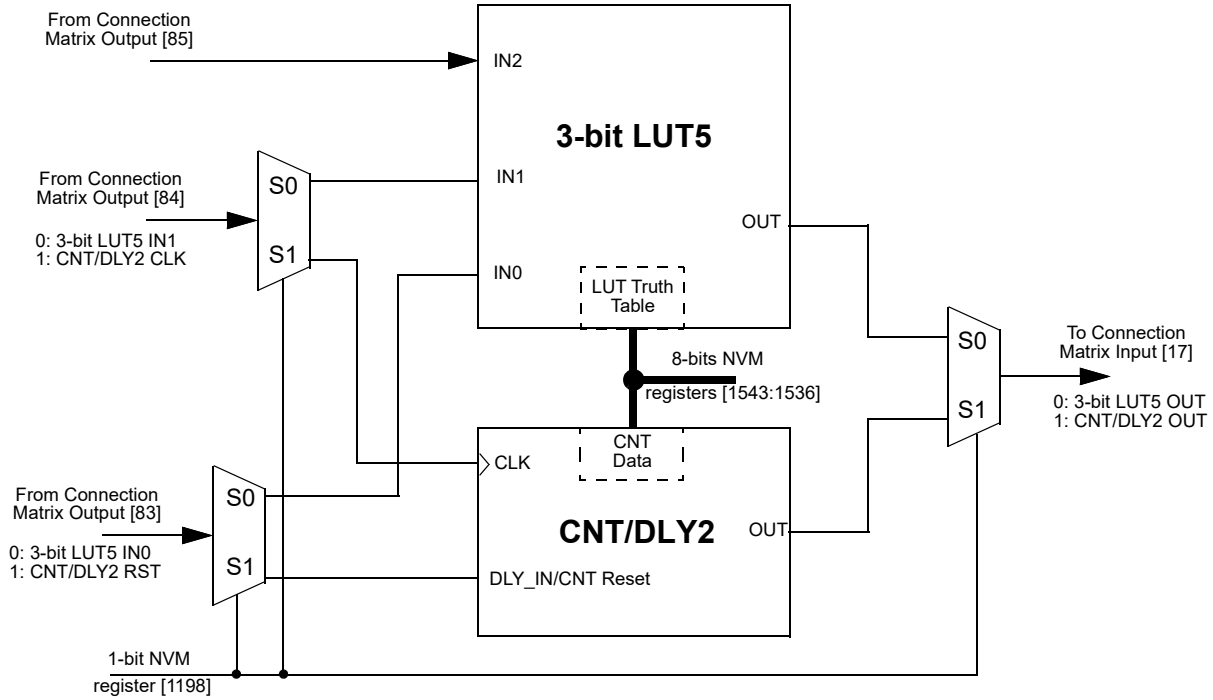 From Connection
Matrix Output [85]
IN2
3-bit LUT5
From Connection
Matrix Output [84]
0: 3-bit LUT5 IN1
1: CNT/DLY2 CLK
S0
S1
IN1
IN0
OUT
LUT Truth
Table
8-bits NVM
registers [1543:1536]
S0
S1
To Connection
Matrix Input [17]
0: 3-bit LUT5 OUT
1: CNT/DLY2 OUT
CNT
Data
CLK
CNT/DLY2
OUT
DLY_IN/CNT Reset
From Connection
Matrix Output [83]
0: 3-bit LUT5 IN0
1: CNT/DLY2 RST
S0
S1
1-bit NVM
register [1198]